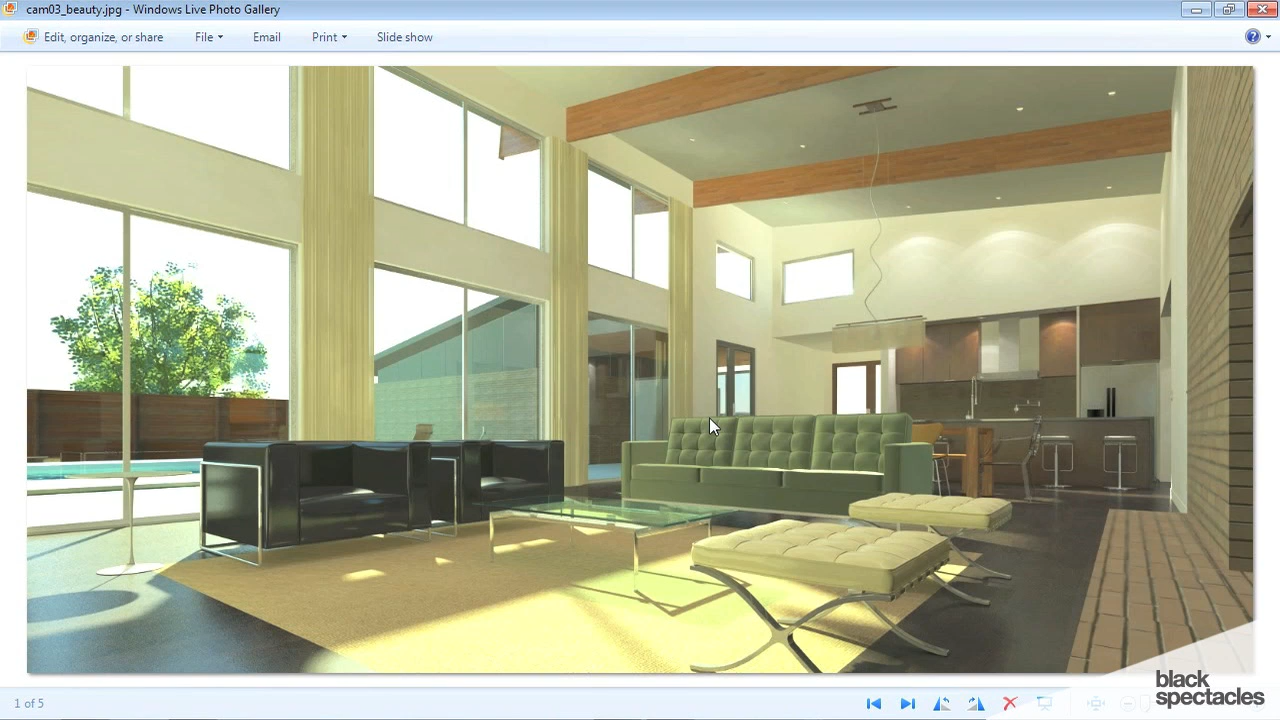 cam03_beauty.jpg - Windows Live Photo Gallery
Edit, organize, or share File Email Print Slide show
1 of 5
black
spectacles